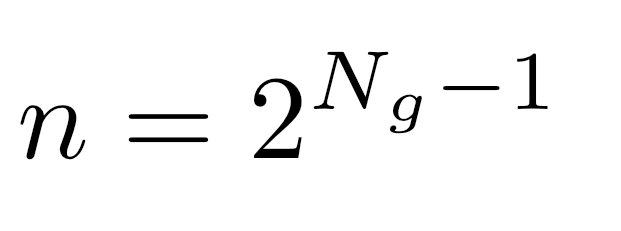 n = 2^{N_g-1}